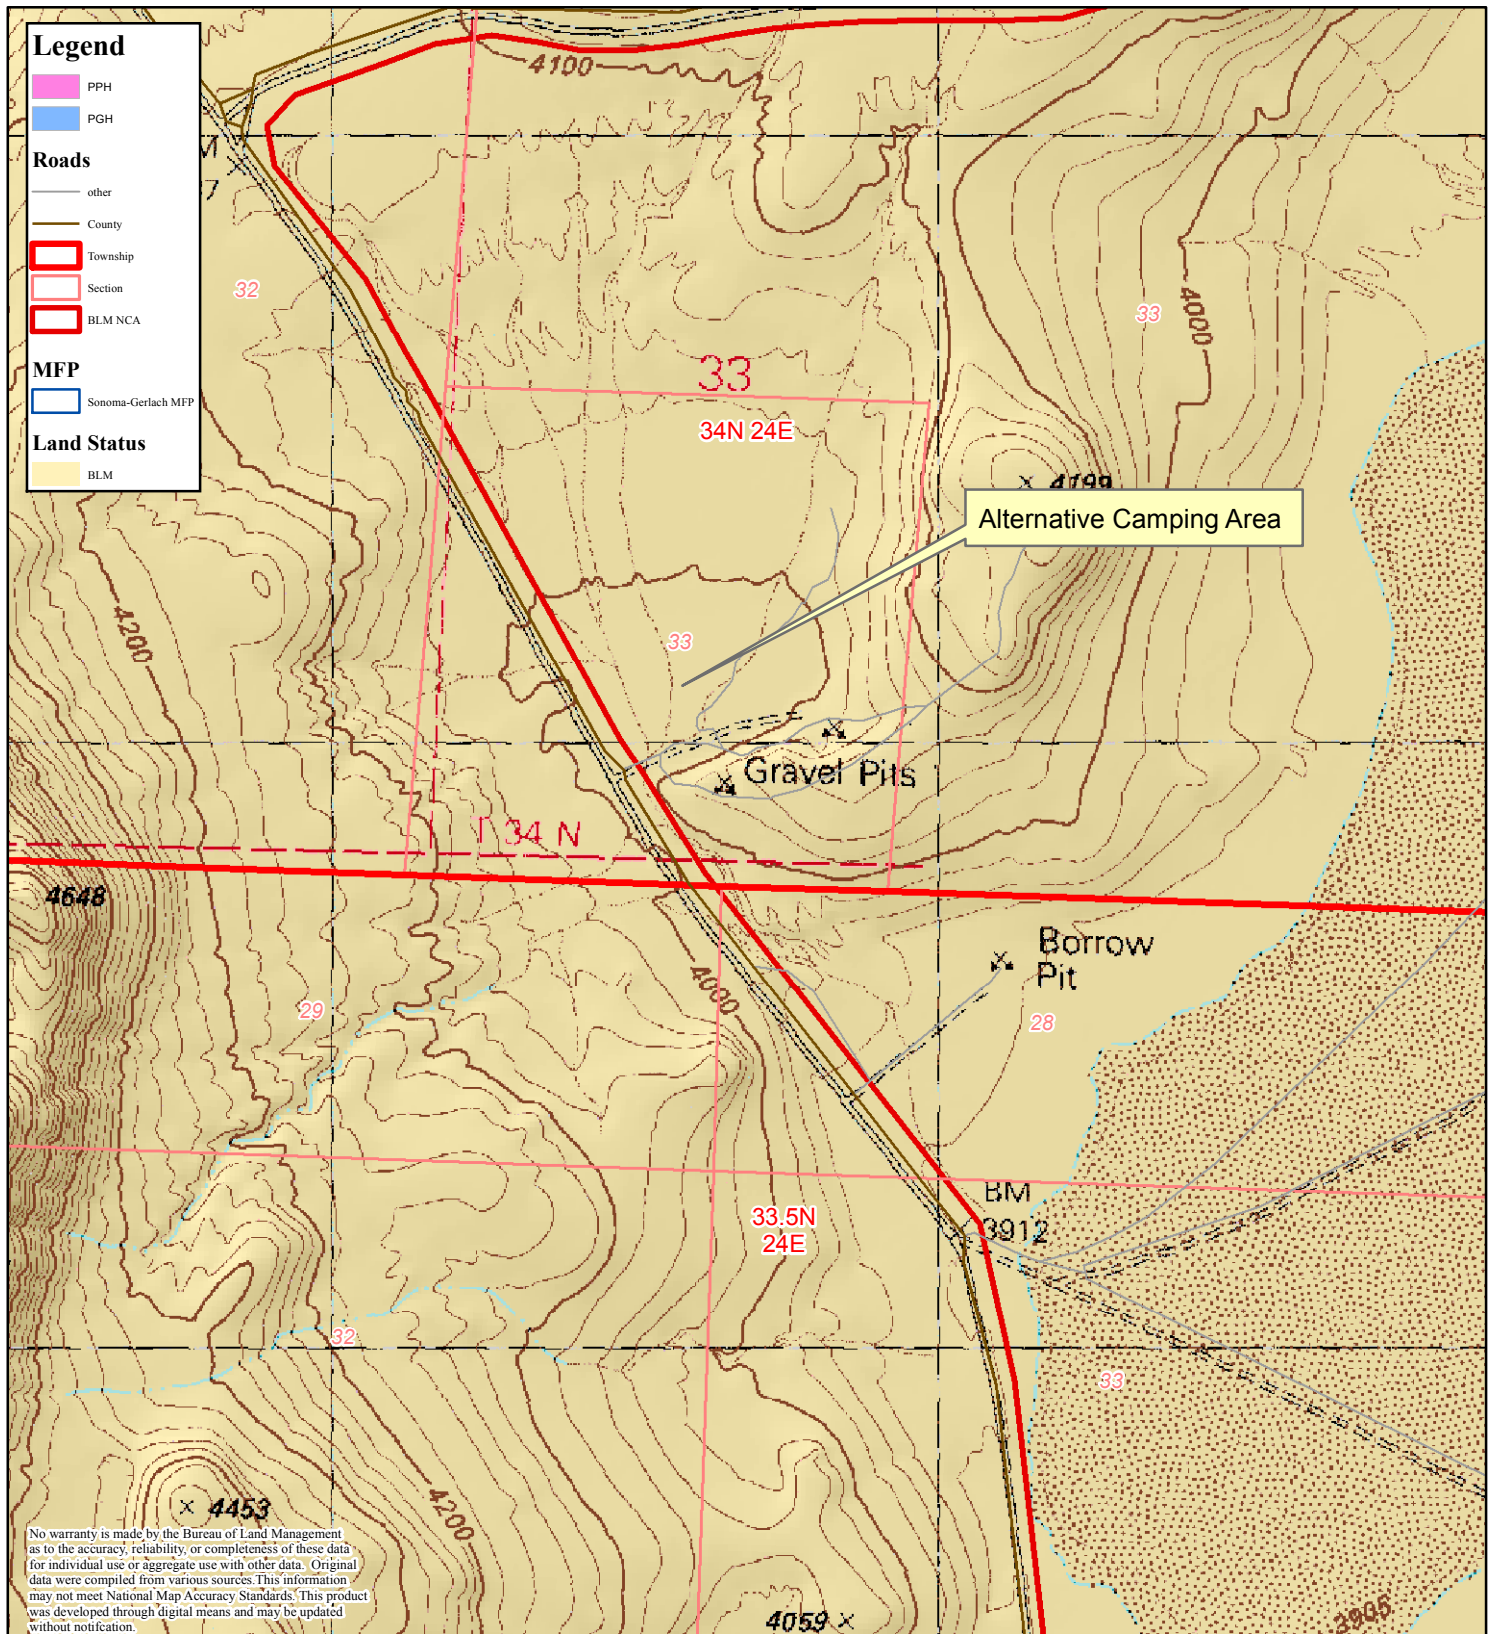 Legend
PPH
PGH
Roads
other
County
Township
Section
BLM NCA
MFP
Sonoma-Gerlach MFP
Land Status
BLM
4100
32
33
4000
33
34N 24E
4199
Alternative Camping Area
4200
33
Gravel Pits
T 34 N
4648
Borrow
Pit
4000
29
28
BM
3912
33.5N
24E
32
33
4453
4200
4059
3905
No warranty is made by the Bureau of Land Management
as to the accuracy, reliability, or completeness of these data
for individual use or aggregate use with other data. Original
data were compiled from various sources.This information
may not meet National Map Accuracy Standards. This product
was developed through digital means and may be updated
without notifcation.